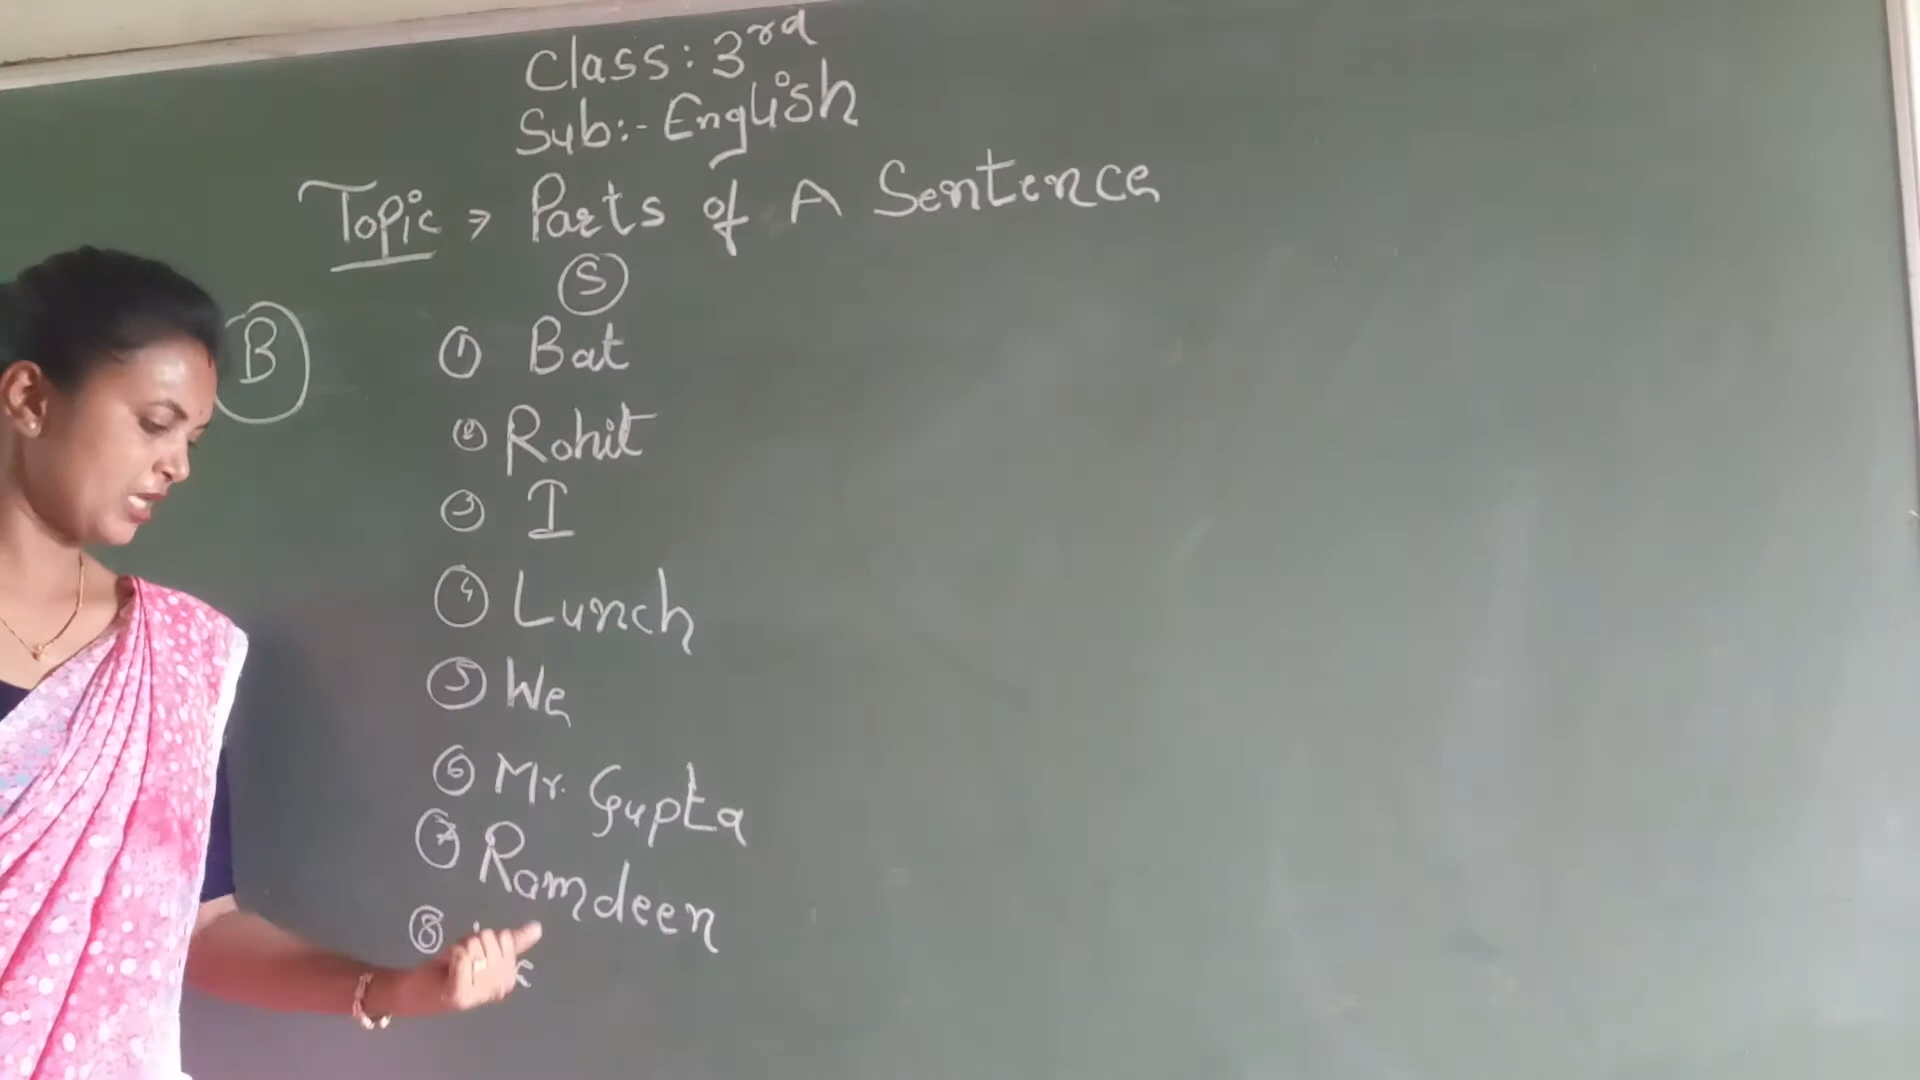 Class: 3rd
Sub:- English
Topic → Parts of A Sentence
S
B
① Bat
② Rohit
③ I
④ Lunch
⑤ We
⑥ Mr. Gupta
⑦ Ramdeen
⑧